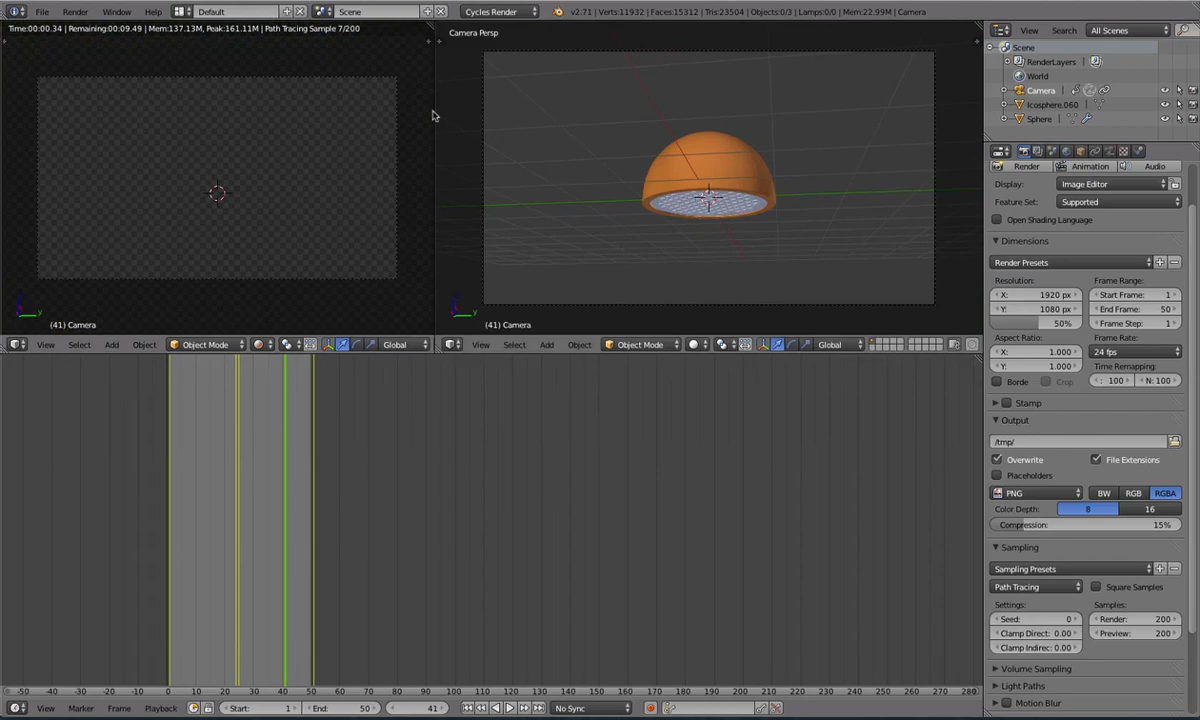 File Render Window Help Default Scene Cycles Render v2.71 | Verts:11932 | Faces:15312 | Tris:23504 | Objects:0/3 | Lamps:0/0 | Mem:22.99M | Camera
Time:00:00.34 | Remaining:00:09.49 | Mem:137.13M, Peak:161.11M | Path Tracing Sample 7/200
Camera Persp
View Search All Scenes
Scene
RenderLayers
World
Camera
Icosphere.060
Sphere
Render Animation Audio
Display: Image Editor
Feature Set: Supported
Open Shading Language
Dimensions
Render Presets
Resolution: Frame Range:
X: 1920 px Start Frame: 1
Y: 1080 px End Frame: 50
50% Frame Step: 1
Aspect Ratio: Frame Rate:
X: 1.000 24 fps
Y: 1.000 Time Remapping:
Borde Crop : 100 N: 100
Stamp
Output
/tmp/
Overwrite File Extensions
Placeholders
PNG BW RGB RGBA
Color Depth: 8 16
Compression: 15%
Sampling
Sampling Presets
Path Tracing Square Samples
Settings: Samples:
Seed: 0 Render: 200
Clamp Direct: 0.00 Preview: 200
Clamp Indirec: 0.00
Volume Sampling
Light Paths
Motion Blur
y
(41) Camera
y
(41) Camera
View Select Add Object Object Mode Global
View Select Add Object Object Mode Global
-50 -40 -30 -20 -10 0 10 20 30 40 50 60 70 80 90 100 110 120 130 140 150 160 170 180 190 200 210 220 230 240 250 260 270 280
View Marker Frame Playback Start: 1 End: 50 41 No Sync